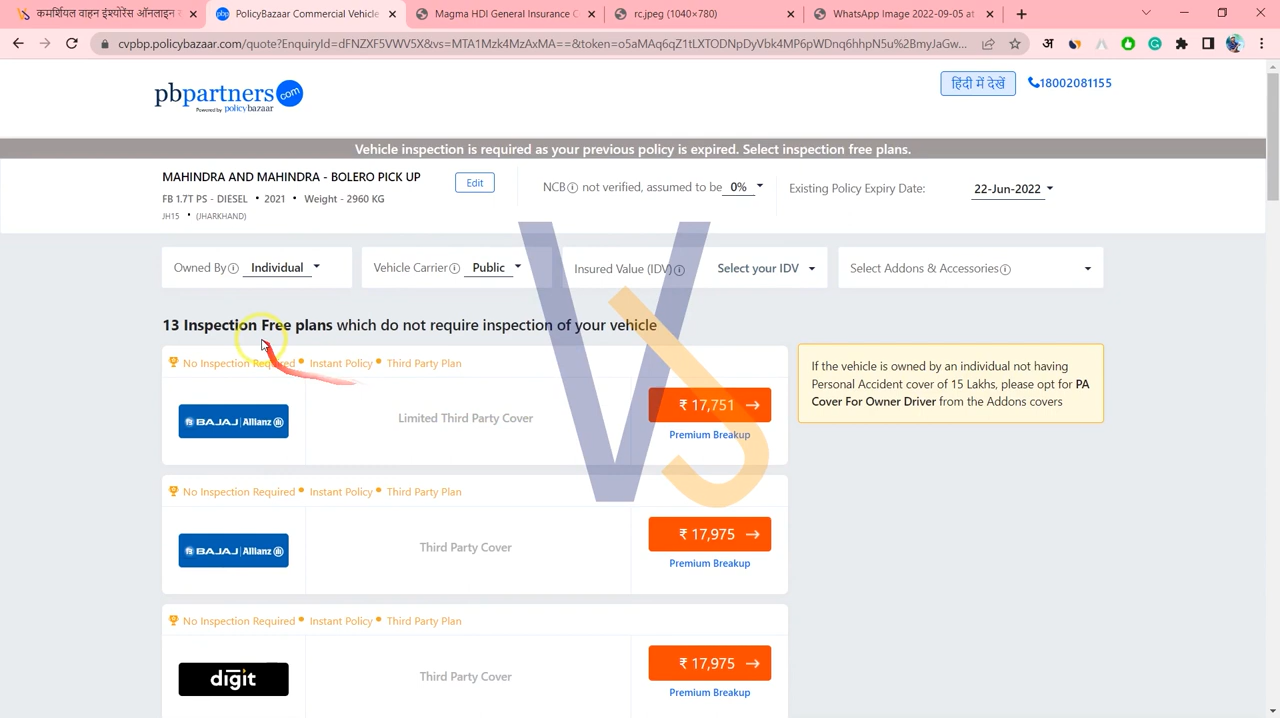 कमर्शियल वाहन इंश्योरेंस ऑनलाइन
PolicyBazaar Commercial Vehicle
Magma HDI General Insurance C
rc.jpeg (1040×780)
WhatsApp Image 2022-09-05 at
cvpbp.policybazaar.com/quote?EnquiryId=dFNZXF5VWV5SXvs=MTA1Mzk4MzAxMA==&token=o5aMAq6qZ1tLXTODNpDyVbk4MP6pWDnq6hhpN5u%2BmyJaGw...
अ
pbpartners.com
Powered by policybazaar
हिंदी में देखें
18002081155
Vehicle inspection is required as your previous policy is expired. Select inspection free plans.
MAHINDRA AND MAHINDRA - BOLERO PICK UP
Edit
NCB not verified, assumed to be 0%
Existing Policy Expiry Date: 22-Jun-2022
FB 1.7T PS - DIESEL • 2021 • Weight - 2960 KG
JH15 • (JHARKHAND)
Owned By Individual
Vehicle Carrier Public
Insured Value (IDV) Select your IDV
Select Addons & Accessories
13 Inspection Free plans which do not require inspection of your vehicle
No Inspection Required • Instant Policy • Third Party Plan
BAJAJ Allianz
Limited Third Party Cover
₹ 17,751
Premium Breakup
If the vehicle is owned by an individual not having
Personal Accident cover of 15 Lakhs, please opt for PA
Cover For Owner Driver from the Addons covers
No Inspection Required • Instant Policy • Third Party Plan
BAJAJ Allianz
Third Party Cover
₹ 17,975
Premium Breakup
No Inspection Required • Instant Policy • Third Party Plan
digit
Third Party Cover
₹ 17,975
Premium Breakup
VS